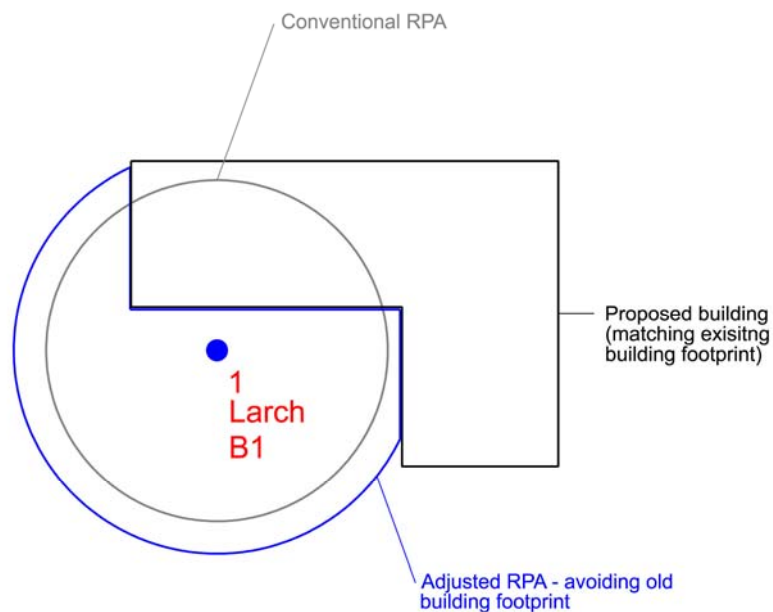 Conventional RPA
Proposed building
(matching exisitng
building footprint)
1
Larch
B1
Adjusted RPA - avoiding old
building footprint